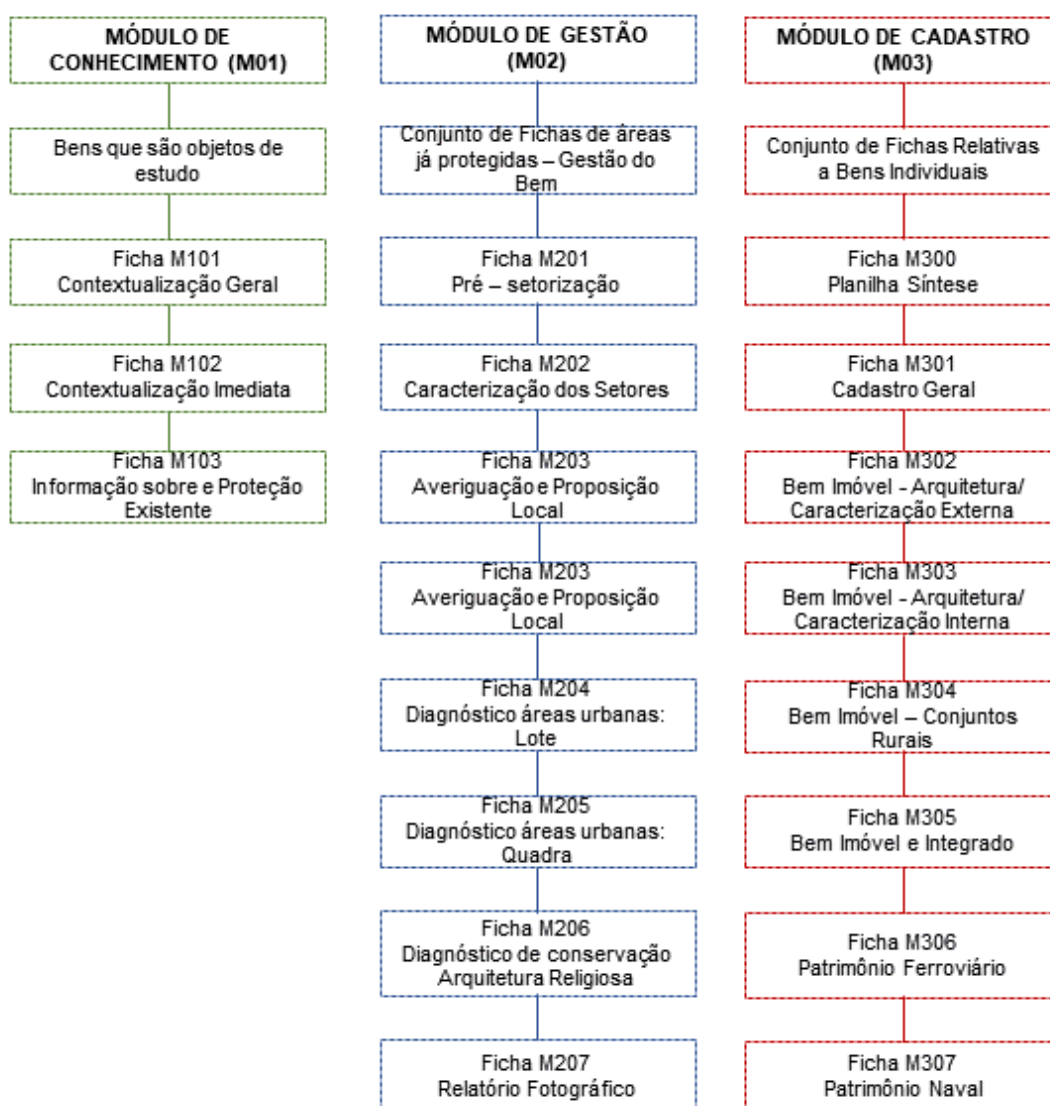 MÓDULO DE
CONHECIMENTO (M01)
Bens que são objetos de
estudo
Ficha M101
Contextualização Geral
Ficha M102
Contextualização Imediata
Ficha M103
Informação sobre e Proteção
Existente
MÓDULO DE GESTÃO
(M02)
Conjunto de Fichas de áreas
já protegidas – Gestão do
Bem
Ficha M201
Pré – setorização
Ficha M202
Caracterização dos Setores
Ficha M203
Averiguação e Proposição
Local
Ficha M203
Averiguação e Proposição
Local
Ficha M204
Diagnóstico áreas urbanas:
Lote
Ficha M205
Diagnóstico áreas urbanas:
Quadra
Ficha M206
Diagnóstico de conservação
Arquitetura Religiosa
Ficha M207
Relatório Fotográfico
MÓDULO DE CADASTRO
(M03)
Conjunto de Fichas Relativas
a Bens Individuais
Ficha M300
Planilha Síntese
Ficha M301
Cadastro Geral
Ficha M302
Bem Imóvel - Arquitetura/
Caracterização Externa
Ficha M303
Bem Imóvel - Arquitetura/
Caracterização Interna
Ficha M304
Bem Imóvel – Conjuntos
Rurais
Ficha M305
Bem Imóvel e Integrado
Ficha M306
Patrimônio Ferroviário
Ficha M307
Patrimônio Naval